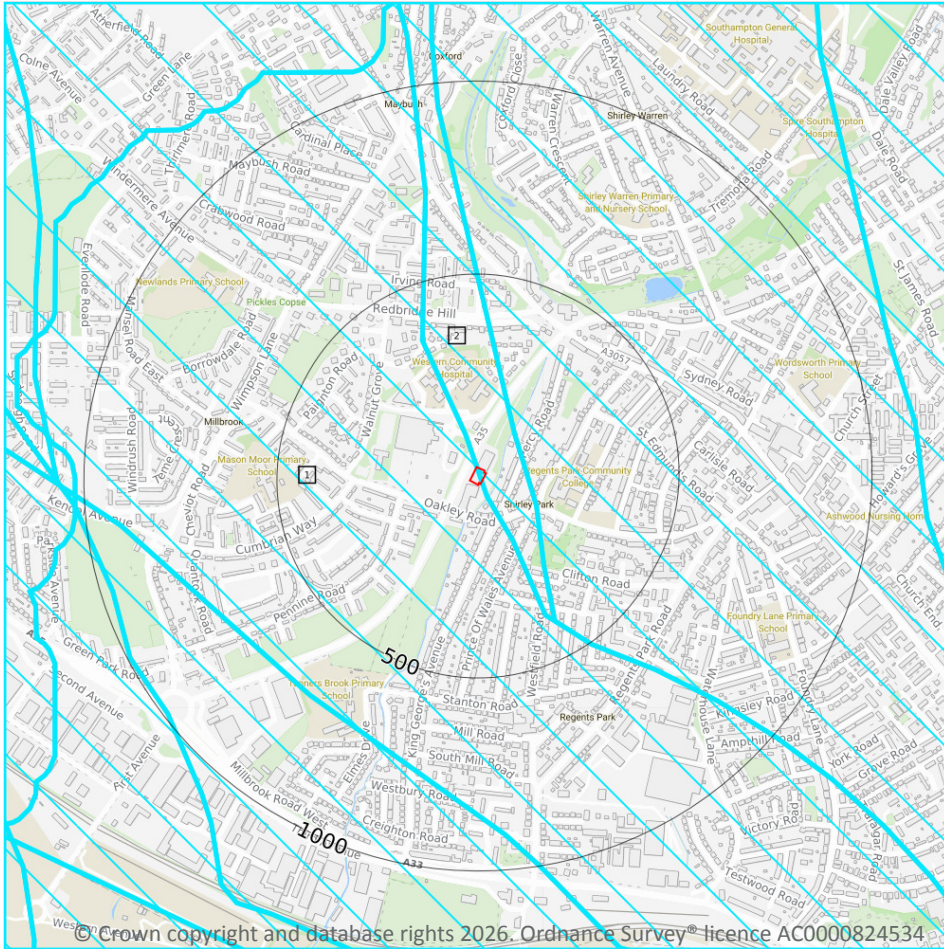 Atherfield Road
Colne Avenue
Green Lane
Coxford
Coxford Close
Warren Avenue
Southampton General
Hospital
Laundry Road
Dale Valley Road
Maybush
Shirley Warren
Spire Southampton
Hospital
Dale Road
Thirlmere Road
Cardinal Place
Warren Crescent
Windermere Avenue
Maybush Road
Tremona Road
Crabwood Road
Shirley Warren Primary
and Nursery School
Evenlode Road
Irvine Road
Newlands Primary School
Pickles Copse
Redbridge Hill
St James Road
Mansel Road East
Borrowdale Road
Wimpson Lane
2
A3057
Western Community
Hospital
Sydney Road
Wordsworth Primary
School
Paignton Road
Walnut Grove
Church Street
Windrush Road
Millbrook
A35
Percy Road
St Edmunds Road
Carlisle Road
Mason Moor Primary
School
1
Regents Park Community
College
Cheviot Road
Kendal Avenue
Oakley Road
Shirley Park
Ashwood Nursing Home
Cumbrian Way
Pennine Road
Clifton Road
Church End
Prince Of Wales Avenue
Foundry Lane Primary
School
Green Park Road
Second Avenue
500
Westfield Road
Regents Park Road
Tanners Brook Primary
School
King George's Avenue
Stanton Road
Regents Park
Foundry Lane
Kingsley Road
Mill Road
Ampthill Road
First Avenue
Elmes Drive
South Mill Road
York Road
Grove Road
Millbrook Road West
Westbury Road
Victory Road
1000
Creighton Road
A33
Testwood Road
© Crown copyright and database rights 2026. Ordnance Survey® licence AC0000824534